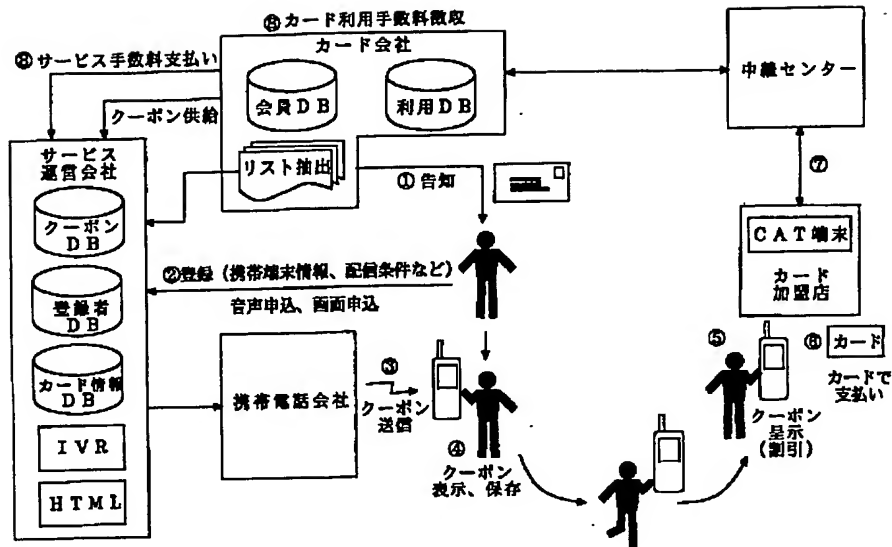 ⑧カード利用手数料徴収
カード会社
⑧サービス手数料支払い
会員DB
利用DB
中継センター
クーポン供給
サービス
運営会社
リスト抽出
①告知
⑦
クーポン
DB
CAT端末
カード
加盟店
②登録(携帯端末情報、配信条件など)
音声申込、画面申込
登録者
DB
カード情報
DB
携帯電話会社
③
クーポン
送信
⑤
⑥
カード
カードで
支払い
クーポン
呈示
(割引)
④
クーポン
表示、保存
IVR
HTML